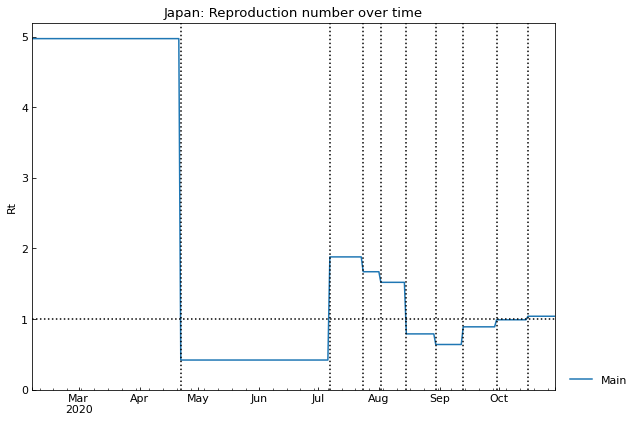 Japan: Reproduction number over time
Rt
5
4
3
2
1
0
Mar
2020
Apr
May
Jun
Jul
Aug
Sep
Oct
Main